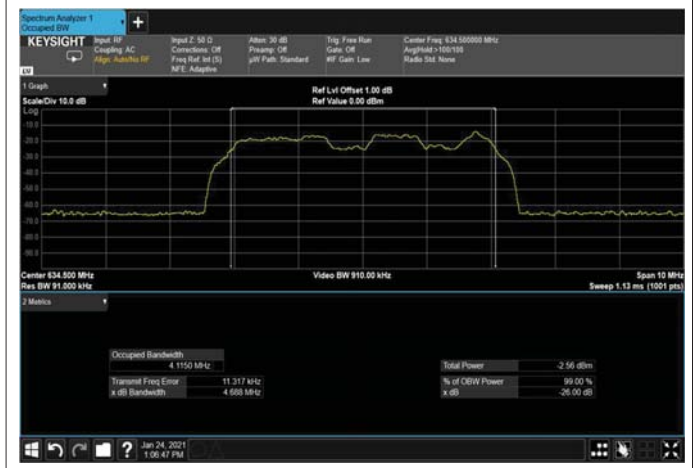 Spectrum Analyzer 1
Occupied BW
KEYSIGHT
Input: RF
Coupling: AC
Align: Auto/No RF
Input Z: 50 Ω
Corrections: Off
Freq Ref: Int (S)
NFE: Adaptive
Atten: 30 dB
Preamp: Off
µW Path: Standard
Trig: Free Run
Gate: Off
#IF Gain: Low
Center Freq: 634.500000 MHz
Avg|Hold:>100/100
Radio Std: None
1 Graph
Scale/Div 10.0 dB
Ref Lvl Offset 1.00 dB
Ref Value 0.00 dBm
Log
-10.0
-20.0
-30.0
-40.0
-50.0
-60.0
-70.0
-80.0
-90.0
Center 634.500 MHz
Video BW 910.00 kHz
Span 10 MHz
Res BW 91.000 kHz
Sweep 1.13 ms (1001 pts)
2 Metrics
Occupied Bandwidth
4.1150 MHz
Total Power -2.56 dBm
Transmit Freq Error 11.317 kHz
% of OBW Power 99.00 %
x dB Bandwidth 4.688 MHz
x dB -26.00 dB
Jan 24, 2021
1:06:47 PM